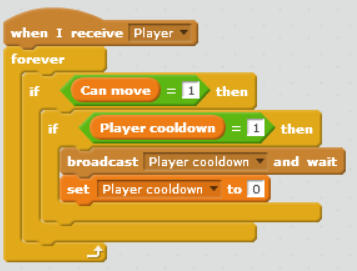 when I receive Player
forever
if Can move = 1 then
if Player cooldown = 1 then
broadcast Player cooldown and wait
set Player cooldown to 0